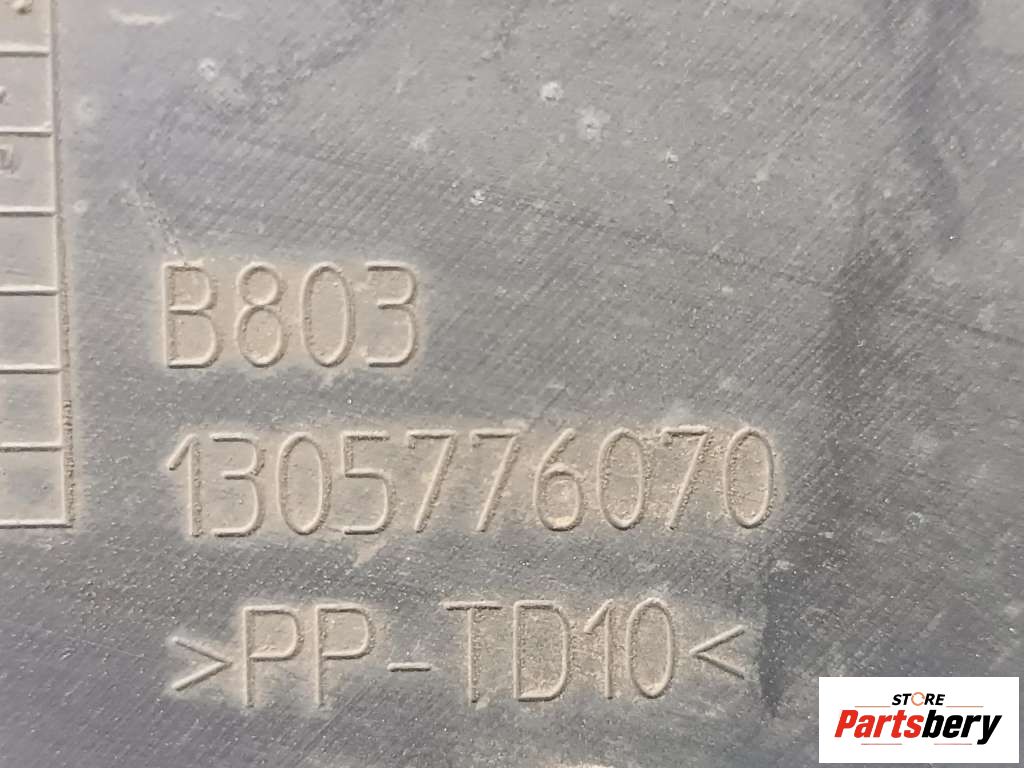 B803
1305776070
>PP-TD10<
STORE
Partsbery